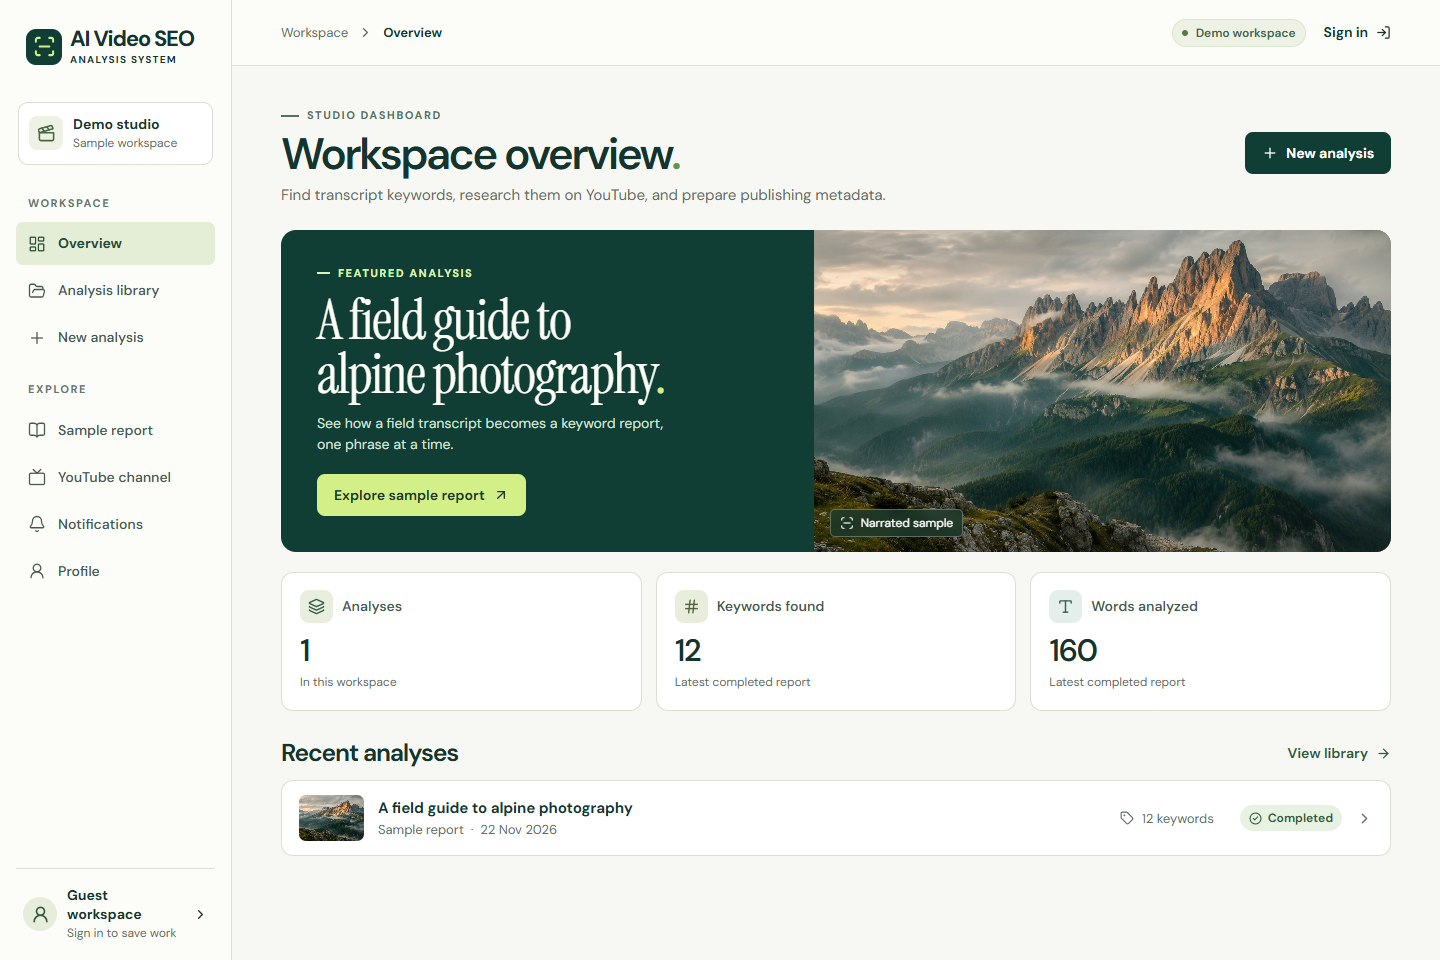 AI Video SEO
ANALYSIS SYSTEM
Demo studio
Sample workspace
WORKSPACE
Overview
Analysis library
New analysis
EXPLORE
Sample report
YouTube channel
Notifications
Profile
Guest
workspace
Sign in to save work
Workspace > Overview
Demo workspace
Sign in
STUDIO DASHBOARD
Workspace overview.
Find transcript keywords, research them on YouTube, and prepare publishing metadata.
New analysis
FEATURED ANALYSIS
A field guide to
alpine photography.
See how a field transcript becomes a keyword report,
one phrase at a time.
Explore sample report
Narrated sample
Analyses
1
In this workspace
Keywords found
12
Latest completed report
Words analyzed
160
Latest completed report
Recent analyses
View library
A field guide to alpine photography
Sample report · 22 Nov 2026
12 keywords
Completed